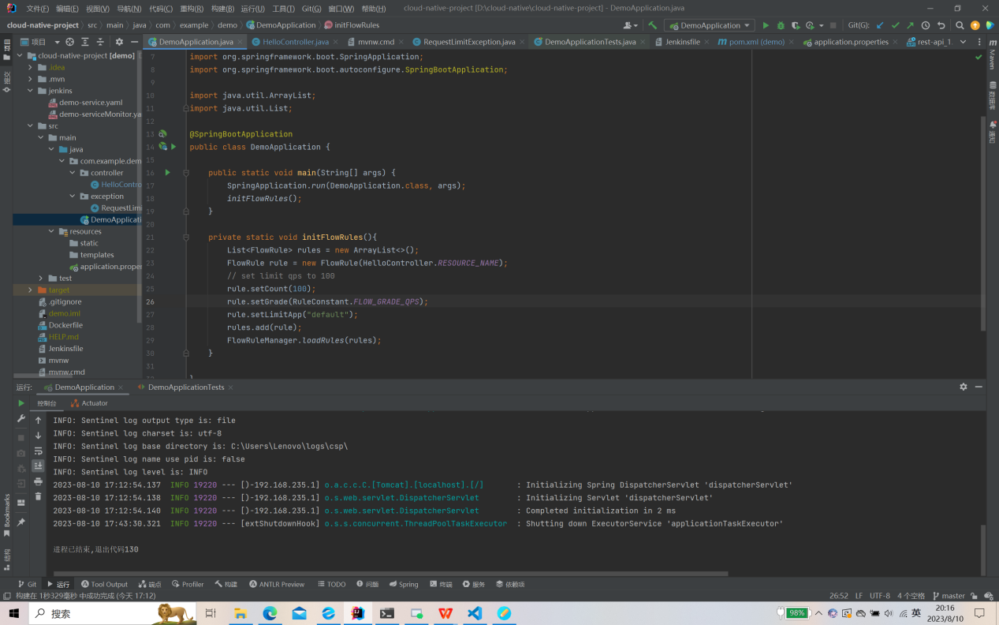 文件(F) 编辑(E) 视图(V) 导航(N) 代码(C) 重构(R) 构建(B) 运行(U) 工具(T) Git(G) 窗口(W) 帮助(H) cloud-native-project [D:\cloud-native\cloud-native-project] - DemoApplication.java
cloud-native-project src main java com example demo DemoApplication initFlowRules DemoApplication Git(G):
项目 DemoApplication.java HelloController.java mvnw.cmd RequestLimitException.java DemoApplicationTests.java Jenkinsfile pom.xml (demo) application.properties rest-api_1.
cloud-native-project [demo]
.idea
.mvn
jenkins
demo-service.yaml
demo-serviceMonitor.ya
src
main
java
com.example.dem
controller
HelloContro
exception
RequestLimi
DemoApplicati
resources
static
templates
application.proper
test
target
.gitignore
demo.iml
Dockerfile
HELP.md
Jenkinsfile
mvnw
mvnw.cmd
7 import org.springframework.boot.SpringApplication;
8 import org.springframework.boot.autoconfigure.SpringBootApplication;
9
10 import java.util.ArrayList;
11 import java.util.List;
12
13 @SpringBootApplication
14 public class DemoApplication {
15
16 public static void main(String[] args) {
17 SpringApplication.run(DemoApplication.class, args);
18 initFlowRules();
19 }
20
21 private static void initFlowRules(){
22 List<FlowRule> rules = new ArrayList<>();
23 FlowRule rule = new FlowRule(HelloController.RESOURCE_NAME);
24 // set limit qps to 100
25 rule.setCount(100);
26 rule.setGrade(RuleConstant.FLOW_GRADE_QPS);
27 rule.setLimitApp("default");
28 rules.add(rule);
29 FlowRuleManager.loadRules(rules);
30 }
31
}
Maven
数据库
通知
项目
提交
Bookmarks
结构
运行: DemoApplication DemoApplicationTests
控制台 Actuator
INFO: Sentinel log output type is: file
INFO: Sentinel log charset is: utf-8
INFO: Sentinel log base directory is: C:\Users\Lenovo\logs\csp\
INFO: Sentinel log name use pid is: false
INFO: Sentinel log level is: INFO
2023-08-10 17:12:54.137 INFO 19220 --- [)-192.168.235.1] o.a.c.c.C.[Tomcat].[localhost].[/] : Initializing Spring DispatcherServlet 'dispatcherServlet'
2023-08-10 17:12:54.138 INFO 19220 --- [)-192.168.235.1] o.s.web.servlet.DispatcherServlet : Initializing Servlet 'dispatcherServlet'
2023-08-10 17:12:54.140 INFO 19220 --- [)-192.168.235.1] o.s.web.servlet.DispatcherServlet : Completed initialization in 2 ms
2023-08-10 17:43:30.321 INFO 19220 --- [extShutdownHook] o.s.s.concurrent.ThreadPoolTaskExecutor : Shutting down ExecutorService 'applicationTaskExecutor'
进程已结束,退出代码130
Git 运行 Tool Output 端点 Profiler 构建 ANTLR Preview TODO 问题 Spring 终端 服务 依赖项
构建在 1秒329毫秒 中成功完成 (今天 17:12) 26:52 LF UTF-8 4 个空格 master
搜索 98% 英 20:16
2023/8/10